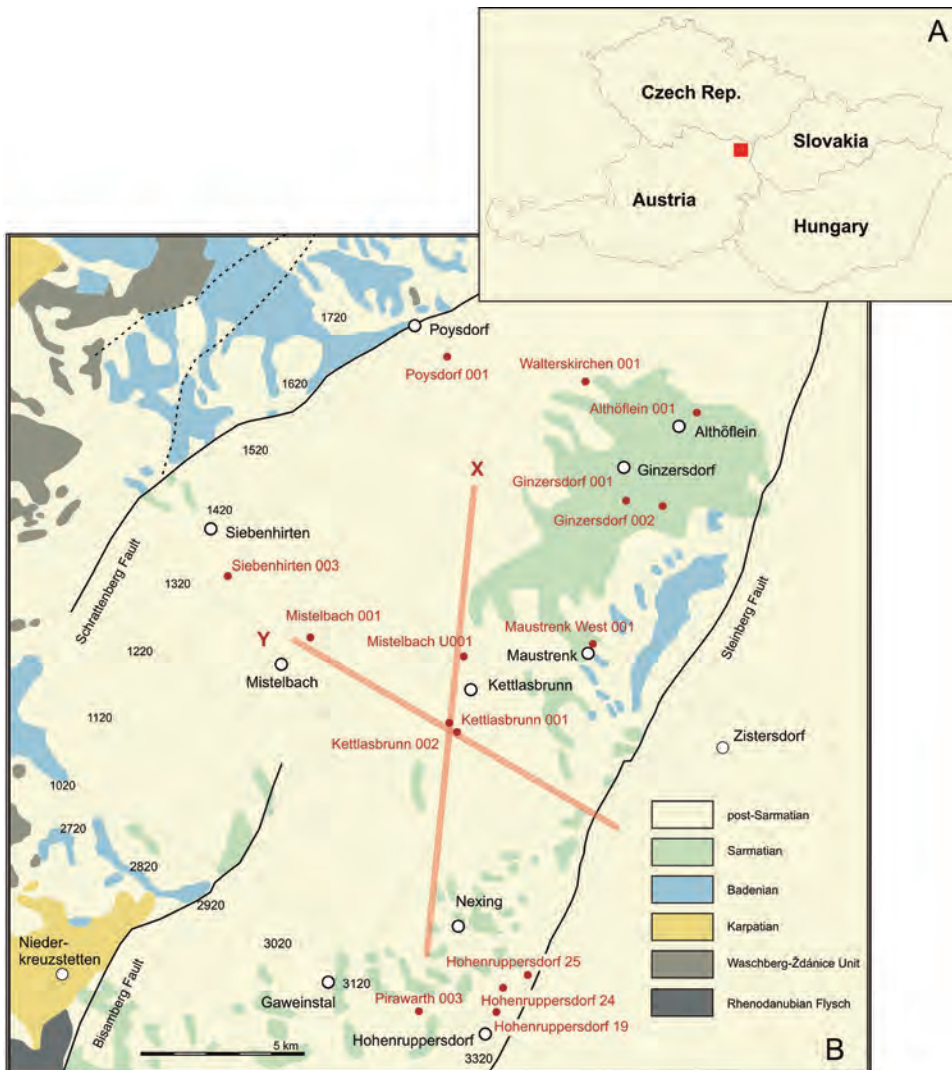 A
Czech Rep.
Slovakia
Austria
Hungary
1720
Poysdorf
Poysdorf 001
Walterskirchen 001
1620
Althöflein 001
Althöflein
1520
X
Ginzersdorf
Ginzersdorf 001
1420
Ginzersdorf 002
Siebenhirten
Schrattenberg Fault
Siebenhirten 003
1320
Steinberg Fault
Mistelbach 001
Maustrenk West 001
Y
Mistelbach U001
1220
Maustrenk
Mistelbach
Kettlasbrunn
1120
Kettlasbrunn 001
Kettlasbrunn 002
Zistersdorf
1020
2720
post-Sarmatian
Sarmatian
2820
Badenian
2920
Nexing
Karpatian
Nieder-
kreuzstetten
3020
Hohenruppersdorf 25
Waschberg-Ždánice Unit
3120
Gaweinstal
Pirawarth 003
Hohenruppersdorf 24
Rhenodanubian Flysch
Bisamberg Fault
Hohenruppersdorf 19
Hohenruppersdorf
5 km
3320
B